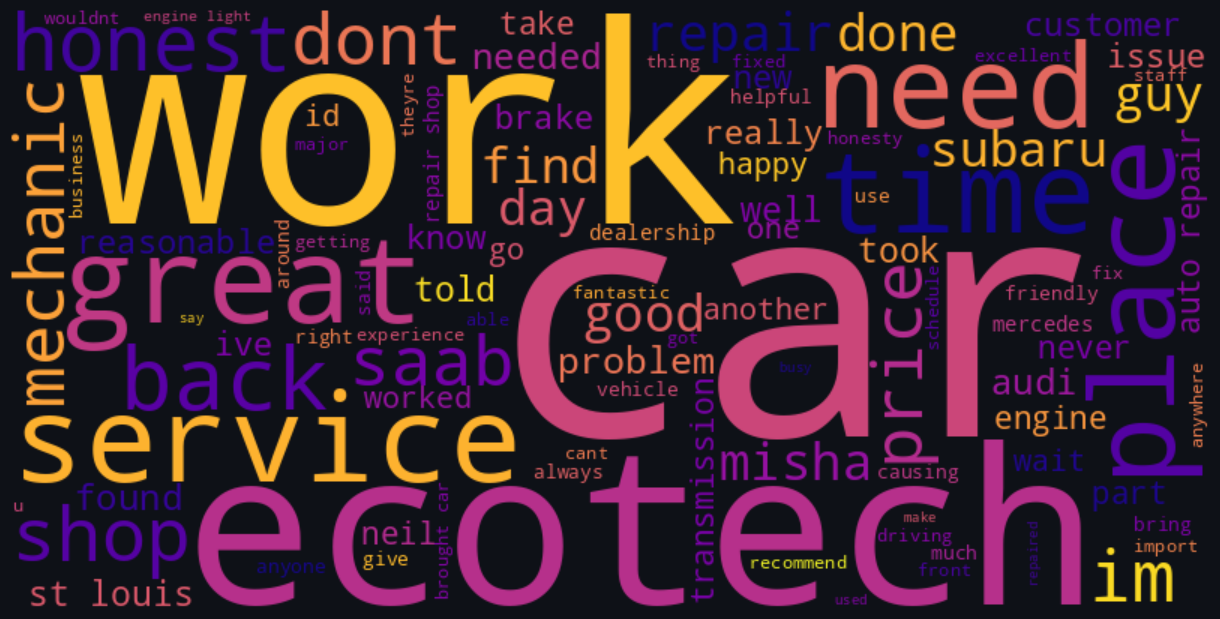 wouldnt
engine light
honest
dont
take
needed
repair
done
customer
thing
fixed
new
excellent
issue
staff
guy
helpful
need
work
id
major
theyre
repair shop
brake
really
honesty
happy
subaru
mechanic
business
find
day
time
use
well
one
place
auto repair
reasonable
getting
around
know
go
dealership
took
great
said
told
fantastic
good
another
car
price
schedule
fix
friendly
say
able
right
experience
got
mercedes
never
ive
back
saab
problem
vehicle
busy
audi
anywhere
worked
engine
service
cant
always
transmission
misha
causing
wait
found
part
u
shop
ecotech
neil
give
brought car
anyone
recommend
make
driving
much
front
repaired
bring
import
st louis
used
im
sm